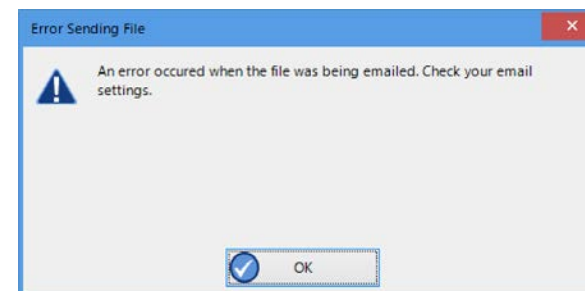 Error Sending File
An error occured when the file was being emailed. Check your email
settings.
OK